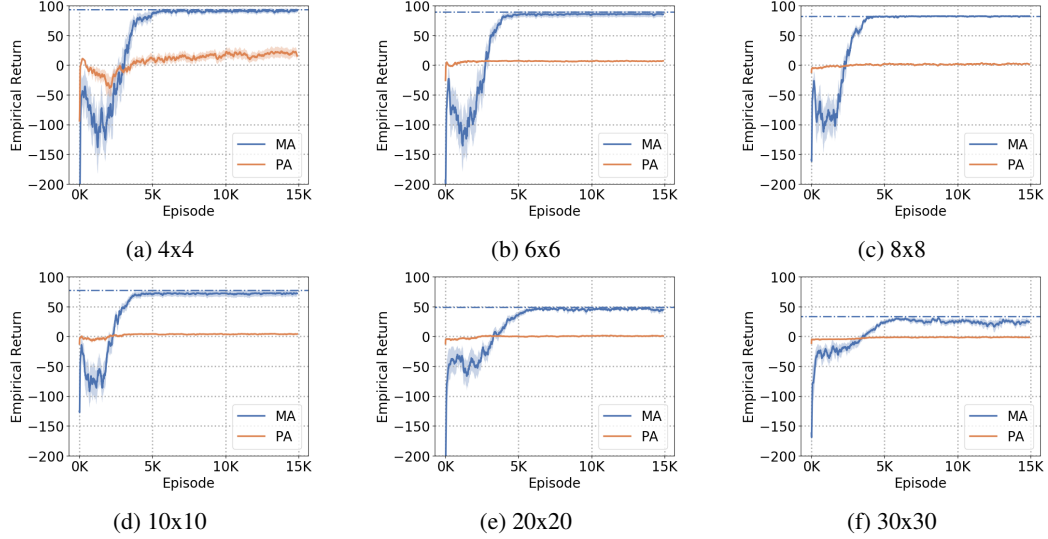 100
50
0
−50
−100
−150
−200
Empirical Return
MA
PA
0K 5K 10K 15K
Episode
(a) 4x4
100
50
0
−50
−100
−150
−200
Empirical Return
MA
PA
0K 5K 10K 15K
Episode
(b) 6x6
100
50
0
−50
−100
−150
−200
Empirical Return
MA
PA
0K 5K 10K 15K
Episode
(c) 8x8
100
50
0
−50
−100
−150
−200
Empirical Return
MA
PA
0K 5K 10K 15K
Episode
(d) 10x10
100
50
0
−50
−100
−150
−200
Empirical Return
MA
PA
0K 5K 10K 15K
Episode
(e) 20x20
100
50
0
−50
−100
−150
−200
Empirical Return
MA
PA
0K 5K 10K 15K
Episode
(f) 30x30